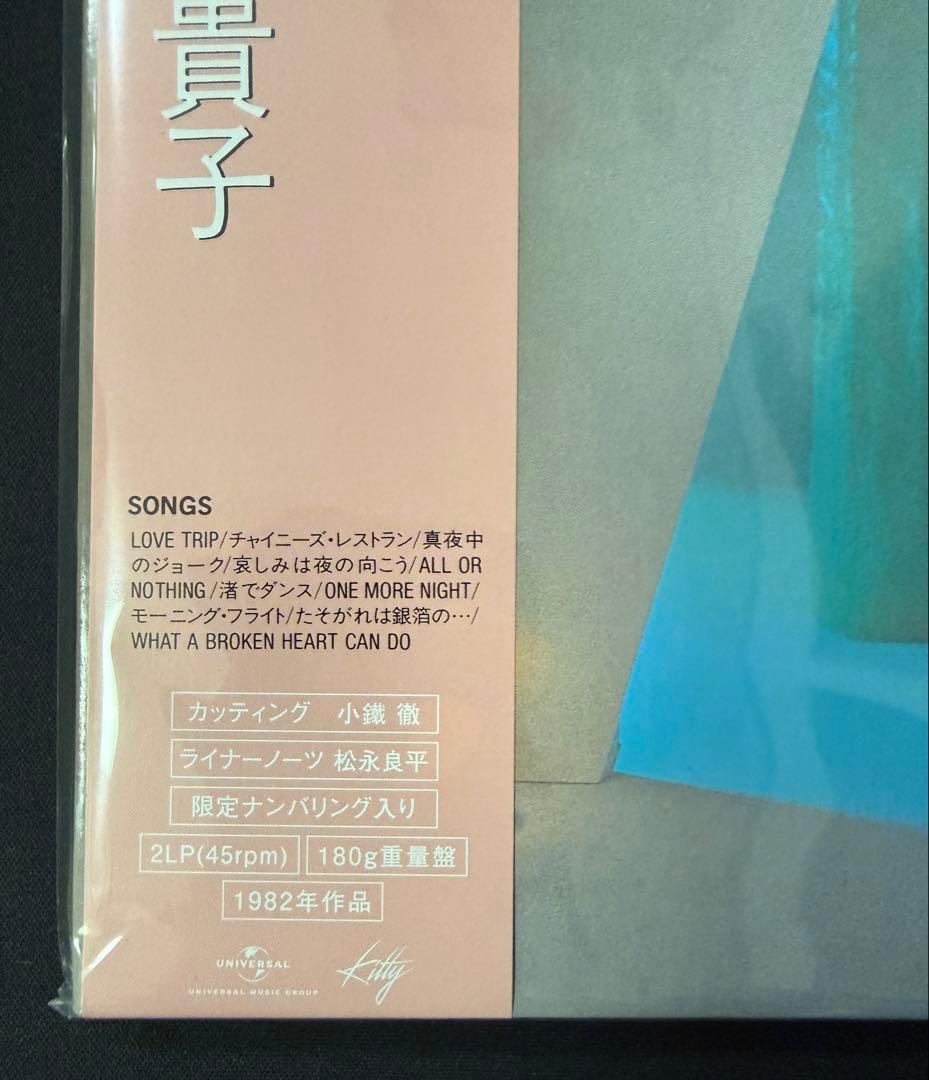 貴子
SONGS
LOVE TRIP/チャイニーズ・レストラン/真夜中
のジョーク/哀しみは夜の向こう/ALL OR
NOTHING/渚でダンス/ONE MORE NIGHT/
モーニング・フライト/たそがれは銀箔の…/
WHAT A BROKEN HEART CAN DO
カッティング 小鐵 徹
ライナーノーツ 松永良平
限定ナンバリング入り
2LP(45rpm) 180g重量盤
1982年作品
UNIVERSAL
UNIVERSAL MUSIC GROUP
Kitty